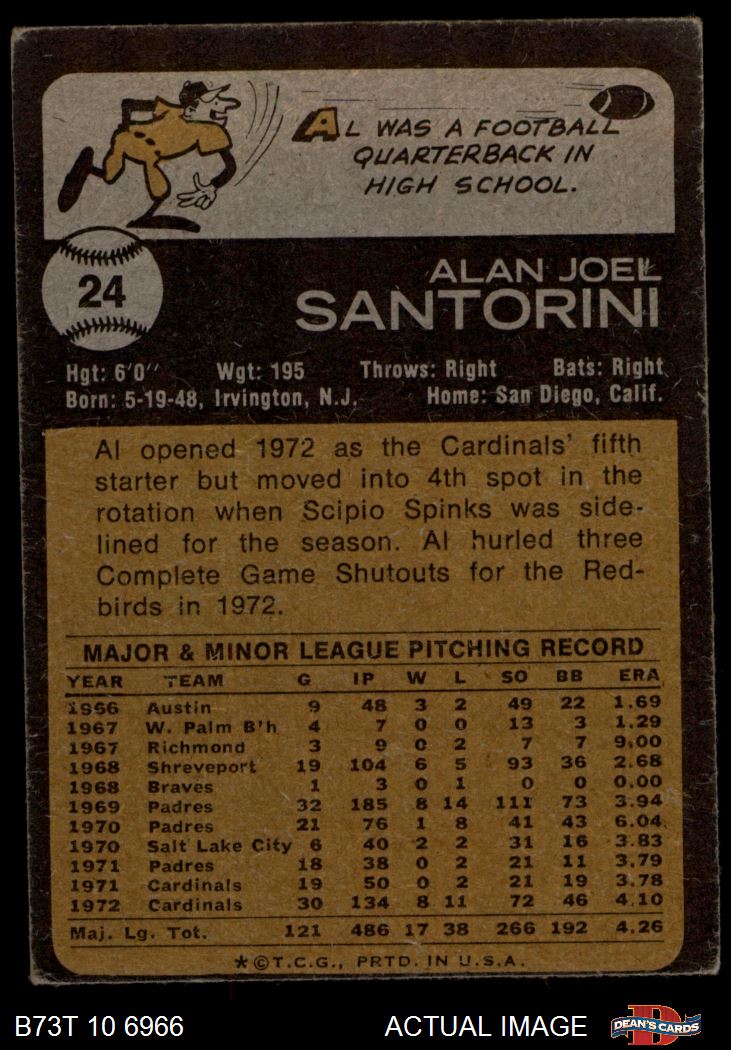 AL WAS A FOOTBALL
QUARTERBACK IN
HIGH SCHOOL.
24
ALAN JOEL
SANTORINI
Hgt: 6'0" Wgt: 195 Throws: Right Bats: Right
Born: 5-19-48, Irvington, N.J. Home: San Diego, Calif.
Al opened 1972 as the Cardinals' fifth
starter but moved into 4th spot in the
rotation when Scipio Spinks was side-
lined for the season. Al hurled three
Complete Game Shutouts for the Red-
birds in 1972.
MAJOR & MINOR LEAGUE PITCHING RECORD
YEAR TEAM G IP W L SO BB ERA
1966 Austin 9 48 3 2 49 22 1.69
1967 W. Palm B'h 4 7 0 0 13 3 1.29
1967 Richmond 3 9 0 2 7 7 9.00
1968 Shreveport 19 104 6 5 93 36 2.68
1968 Braves 1 3 0 1 0 0 0.00
1969 Padres 32 185 8 14 111 73 3.94
1970 Padres 21 76 1 8 41 43 6.04
1970 Salt Lake City 6 40 2 2 31 16 3.83
1971 Padres 18 38 0 2 21 11 3.79
1971 Cardinals 19 50 0 2 21 19 3.78
1972 Cardinals 30 134 8 11 72 46 4.10
Maj. Lg. Tot. 121 486 17 38 266 192 4.26
*©T.C.G., PRTD. IN U.S.A.
B73T 10 6966 ACTUAL IMAGE DEAN'S CARDS